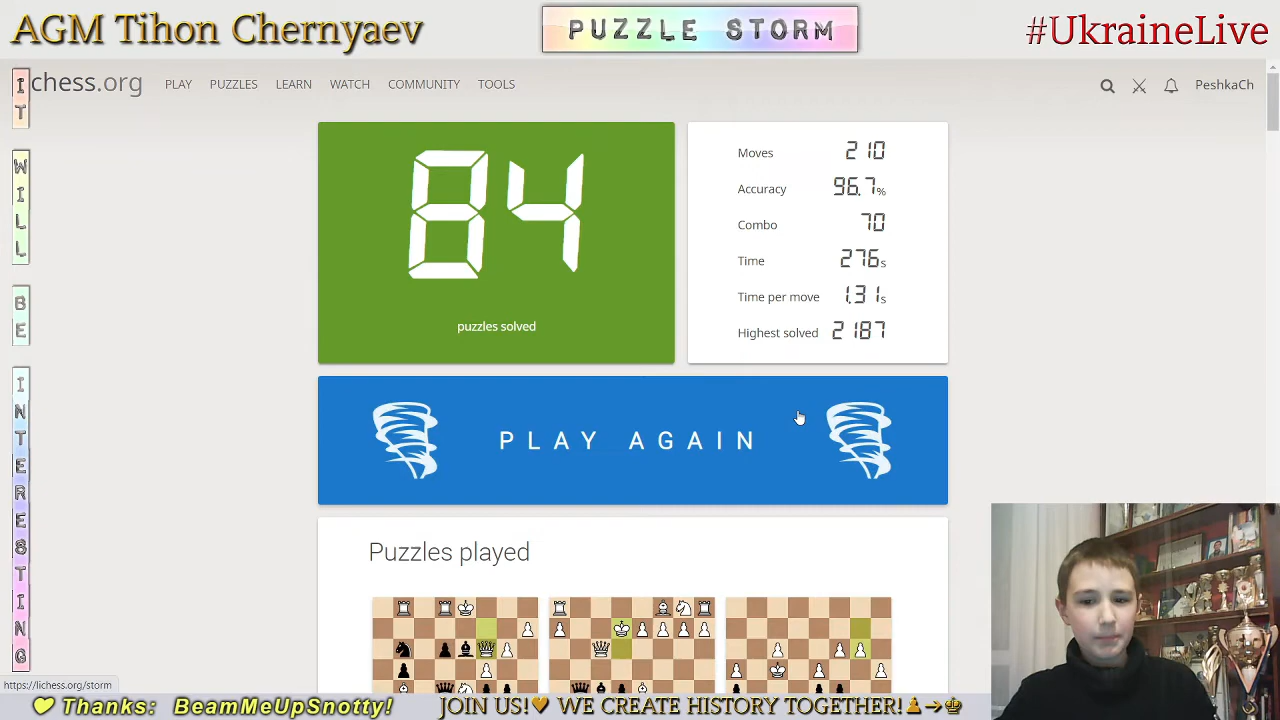 AGM Tihon Chernyaev
PUZZLE STORM
#UkraineLive
IT WILL BE INTERESTING
chess.org
PLAY
PUZZLES
LEARN
WATCH
COMMUNITY
TOOLS
PeshkaCh
84
puzzles solved
Moves 210
Accuracy 96.7%
Combo 70
Time 276s
Time per move 1.31s
Highest solved 2187
PLAY AGAIN
Puzzles played
https://lichess.org/storm
Thanks: BeamMeUpSnotty!
JOIN US! WE CREATE HISTORY TOGETHER!